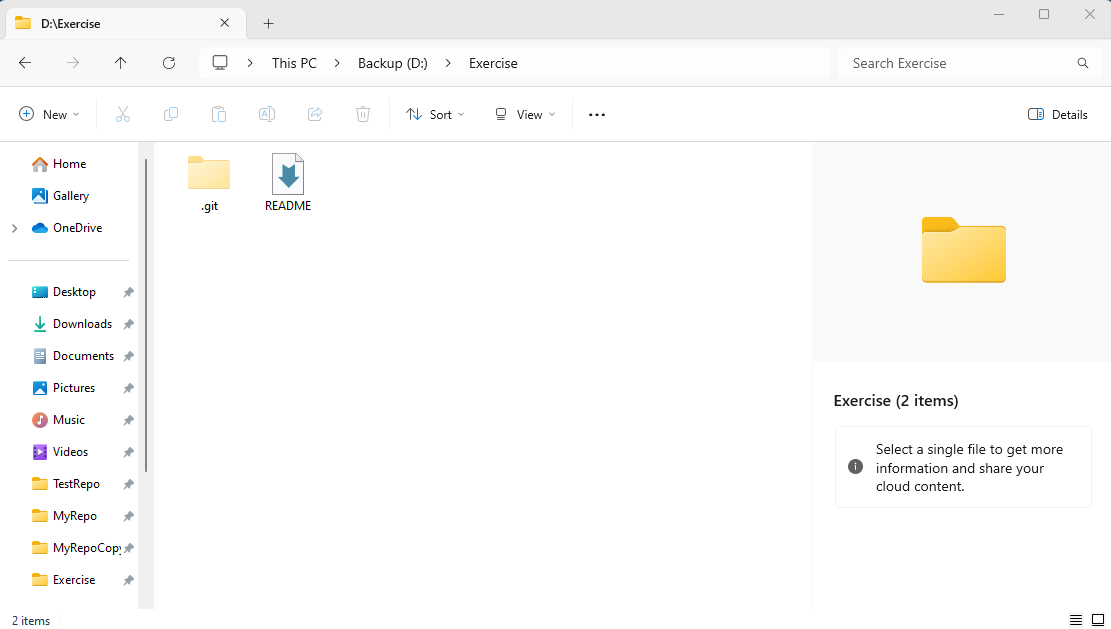 D:\Exercise
This PC
Backup (D:)
Exercise
Search Exercise
New
Sort
View
Details
Home
Gallery
OneDrive
Desktop
Downloads
Documents
Pictures
Music
Videos
TestRepo
MyRepo
MyRepoCopy
Exercise
.git
README
Exercise (2 items)
Select a single file to get more
information and share your
cloud content.
2 items